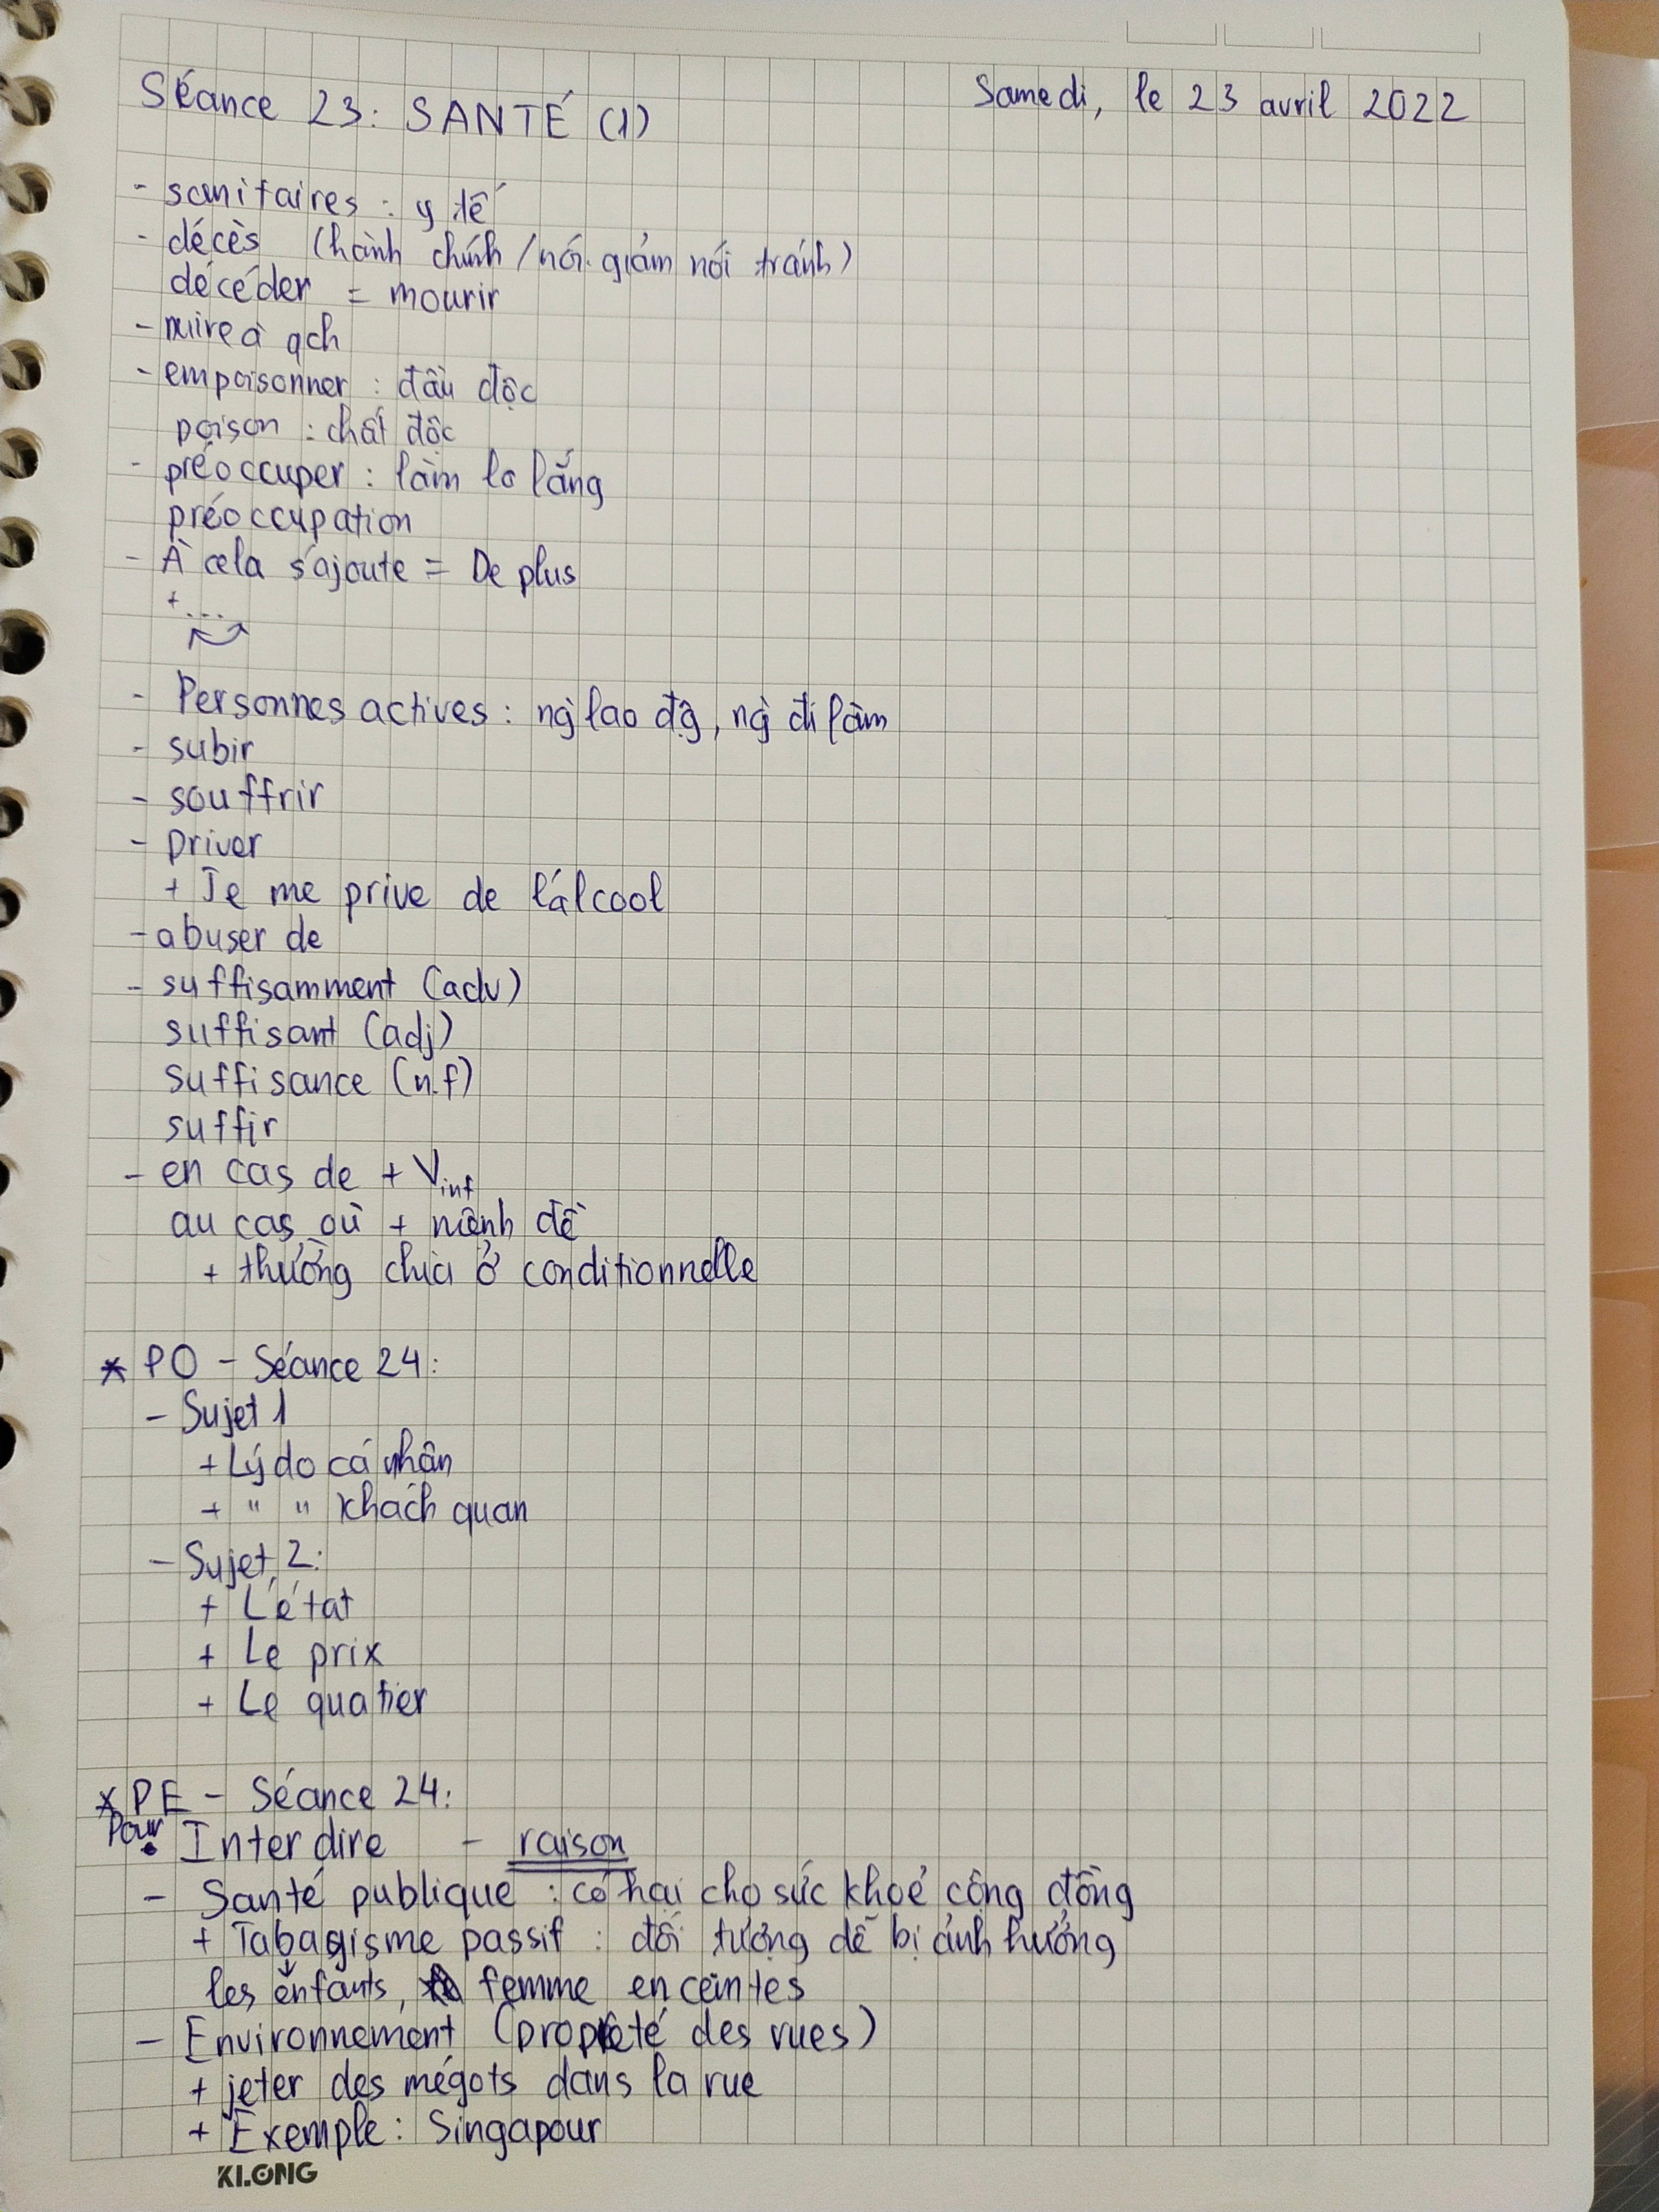 Séance 23: SANTÉ (1)
Samedi, le 23 avril 2022
- sanitaires : y tế
- décès (hành chính / nói giảm nói tránh)
décéder = mourir
- nuire à qch
- empoisonner : đầu độc
poison : chất độc
- préoccuper : làm lo lắng
préoccupation
- À cela s'ajoute = De plus
+ ...
- Personnes actives : ng` lao đg, ng` đi làm
- subir
- souffrir
- priver
+ Je me prive de l'alcool
- abuser de
- suffisamment (adv)
suffisant (adj)
suffisance (n.f)
suffir
- en cas de + Vinf
au cas où + mệnh đề
+ thường chia ở conditionnelle
* PO - Séance 24:
- Sujet 1
+ Lý do cá nhân
+ " " khách quan
- Sujet 2:
+ L'état
+ Le prix
+ Le quatier
* PE - Séance 24:
Pour Interdire - raison
- Santé publique : có hại cho sức khoẻ cộng đồng
+ Tabagisme passif : đối tượng dễ bị ảnh hưởng
les enfants, femme enceintes
- Environnement (propreté des rues)
+ jeter des mégots dans la rue
+ Exemple: Singapour
KLONG